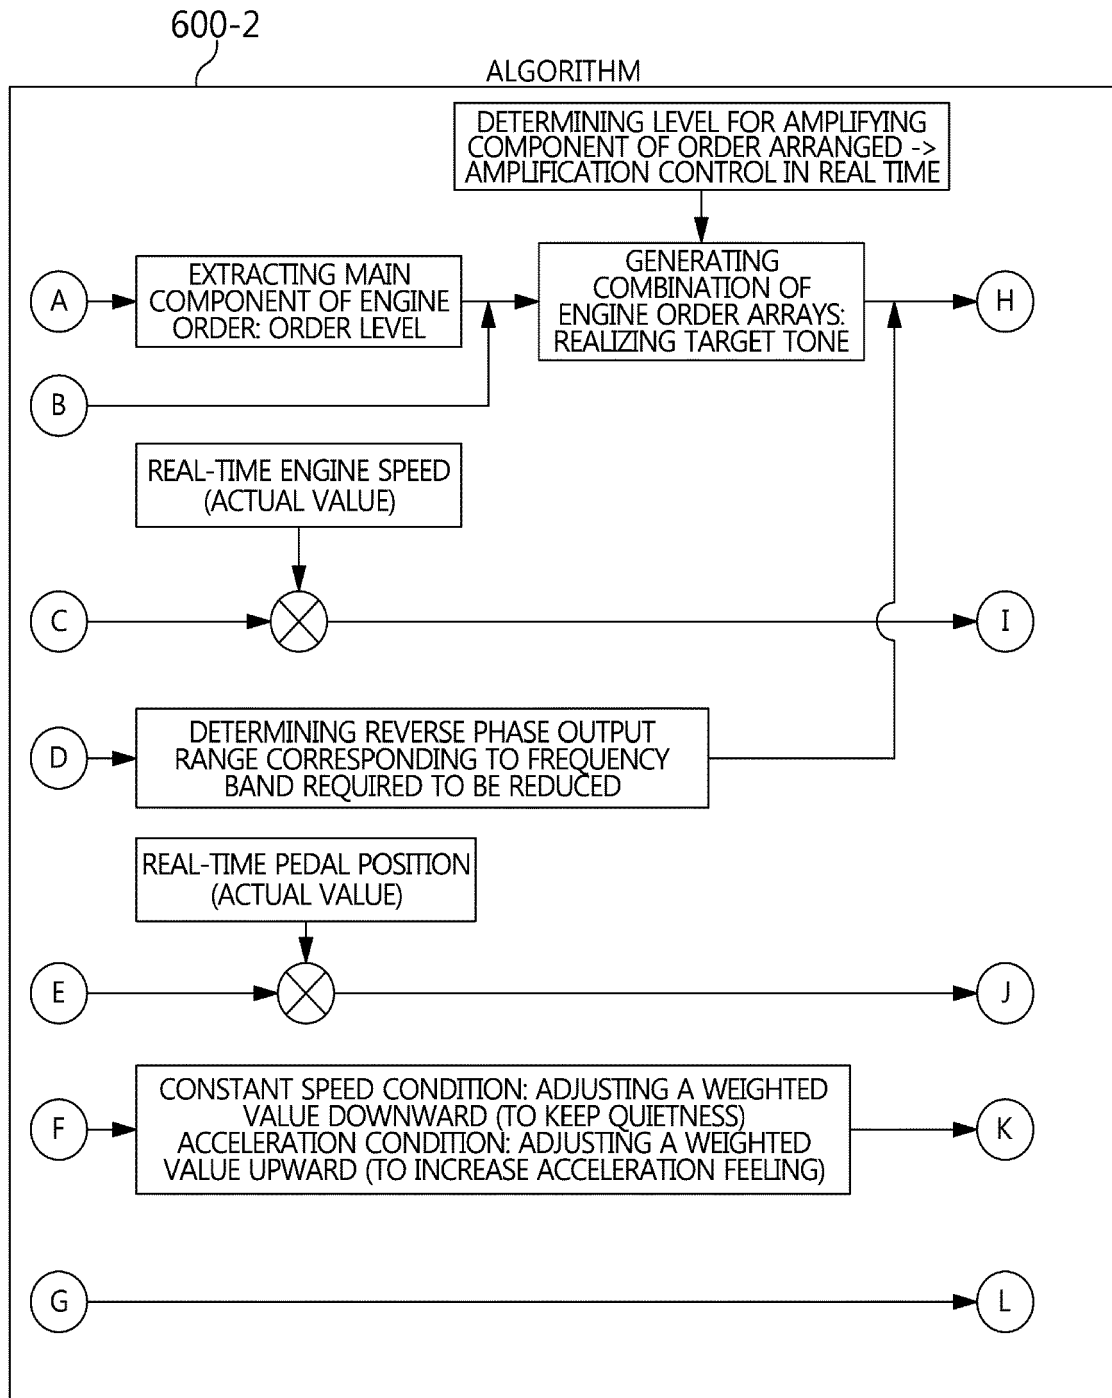 600-2
ALGORITHM
DETERMINING LEVEL FOR AMPLIFYING
COMPONENT OF ORDER ARRANGED ->
AMPLIFICATION CONTROL IN REAL TIME
A
EXTRACTING MAIN
COMPONENT OF ENGINE
ORDER: ORDER LEVEL
GENERATING
COMBINATION OF
ENGINE ORDER ARRAYS:
REALIZING TARGET TONE
H
B
REAL-TIME ENGINE SPEED
(ACTUAL VALUE)
C
I
D
DETERMINING REVERSE PHASE OUTPUT
RANGE CORRESPONDING TO FREQUENCY
BAND REQUIRED TO BE REDUCED
REAL-TIME PEDAL POSITION
(ACTUAL VALUE)
E
J
F
CONSTANT SPEED CONDITION: ADJUSTING A WEIGHTED
VALUE DOWNWARD (TO KEEP QUIETNESS)
ACCELERATION CONDITION: ADJUSTING A WEIGHTED
VALUE UPWARD (TO INCREASE ACCELERATION FEELING)
K
G
L